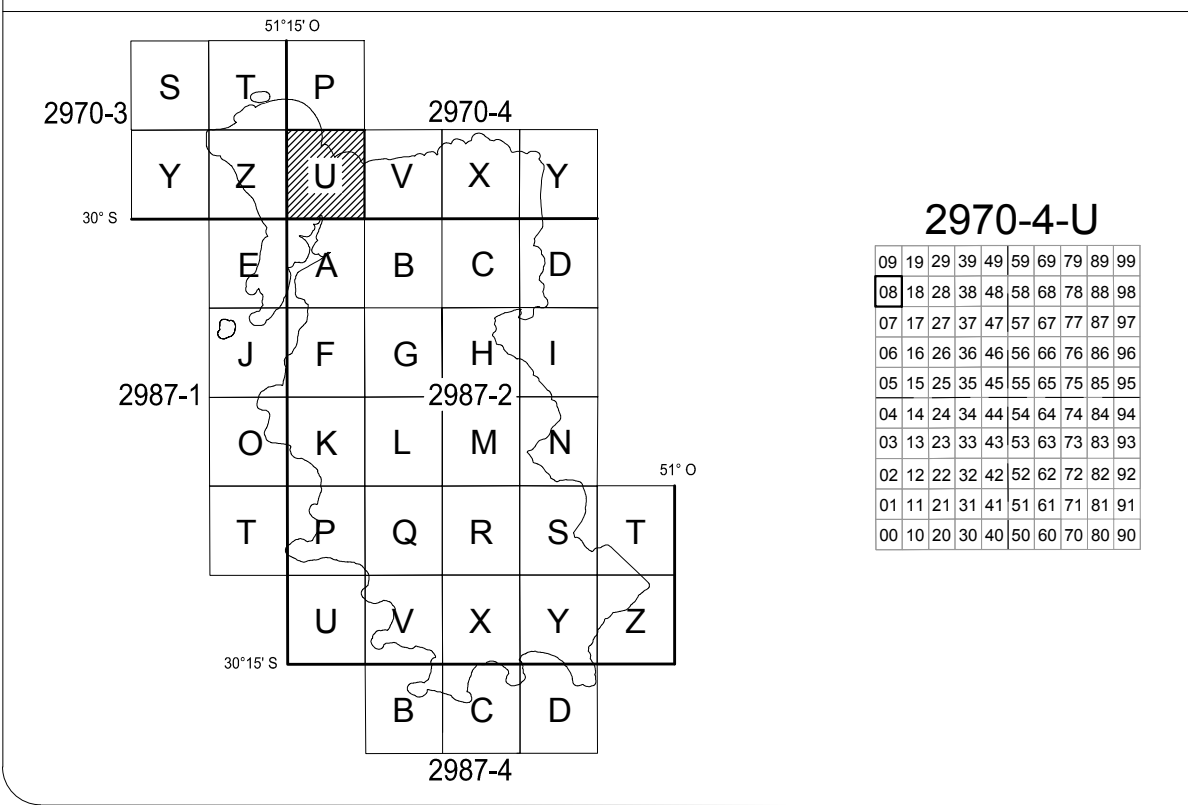 51°15' O
S T P
2970-3 2970-4
Y Z U V X Y
30° S
E A B C D
J F G H I
2987-1 2987-2
O K L M N
51° O
T P Q R S T
U V X Y Z
30°15' S
B C D
2987-4
2970-4-U
09 19 29 39 49 59 69 79 89 99
08 18 28 38 48 58 68 78 88 98
07 17 27 37 47 57 67 77 87 97
06 16 26 36 46 56 66 76 86 96
05 15 25 35 45 55 65 75 85 95
04 14 24 34 44 54 64 74 84 94
03 13 23 33 43 53 63 73 83 93
02 12 22 32 42 52 62 72 82 92
01 11 21 31 41 51 61 71 81 91
00 10 20 30 40 50 60 70 80 90